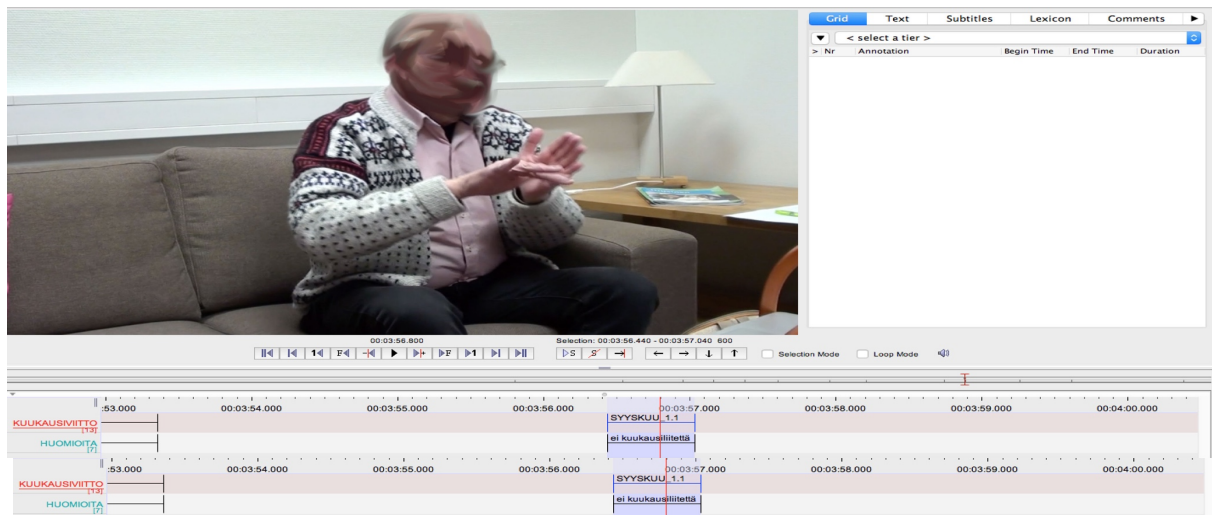 Grid Text Subtitles Lexicon Comments
< select a tier >
> Nr Annotation Begin Time End Time Duration
00:03:56.800 Selection: 00:03:56.440 - 00:03:57.040 600
1 F + F 1 S S Selection Mode Loop Mode
:53.000 00:03:54.000 00:03:55.000 00:03:56.000 00:03:57.000 00:03:58.000 00:03:59.000 00:04:00.000
KUUKAUSIVIITTO SYYSKUU_1.1
[13]
HUOMIOITA ei kuukausiliitettä
[7]
:53.000 00:03:54.000 00:03:55.000 00:03:56.000 00:03:57.000 00:03:58.000 00:03:59.000 00:04:00.000
KUUKAUSIVIITTO SYYSKUU_1.1
[13]
HUOMIOITA ei kuukausiliitettä
[7]